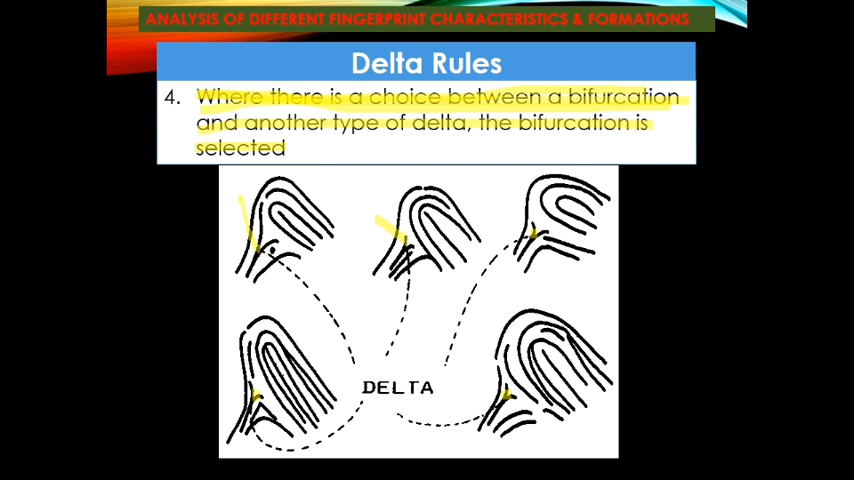 ANALYSIS OF DIFFERENT FINGERPRINT CHARACTERISTICS & FORMATIONS
Delta Rules
4. Where there is a choice between a bifurcation
and another type of delta, the bifurcation is
selected
DELTA